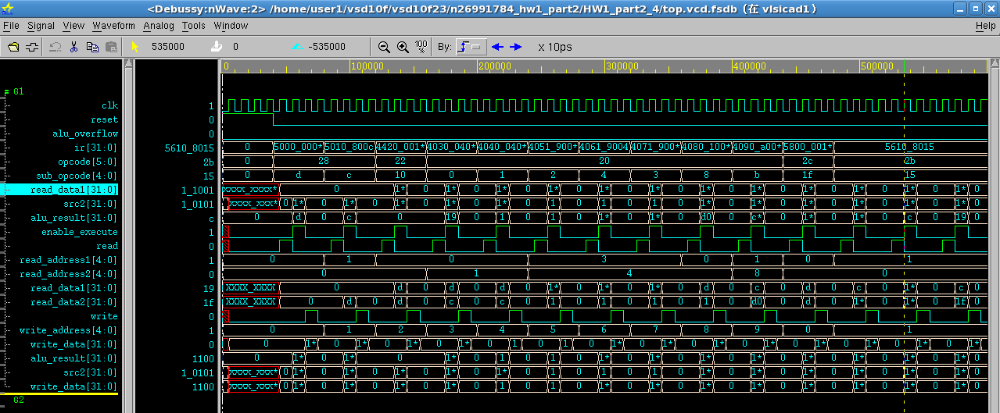 <Debussy:nWave:2> /home/user1/vsd10f/vsd10f23/n26991784_hw1_part2/HW1_part2_4/top.vcd.fsdb (在 vlsicad1)
File Signal View Waveform Analog Tools Window Help
535000 0 -535000 100% By: x 10ps
0 100000 200000 300000 400000 500000
G1
clk 1
reset 0
alu_overflow 0
ir[31:0] 5610_8015 0 5000_000* 5010_800c 4420_001* 4030_040* 4040_040* 4051_900* 4061_9004 4071_900* 4080_100* 4090_a00* 5800_001* 5610_8015
opcode[5:0] 2b 0 28 22 20 2c 2b
sub_opcode[4:0] 15 0 d c 10 0 1 2 4 3 8 b 1f 15
read_data1[31:0] 1_1001 XXXX_XXXX* 0 1* 0 1* 0 1* 0 1* 0 1* 0 1* 0 1* 0 1* 0 1* 0 1* 0 1* 0 1* 0
src2[31:0] 1_0101 XXXX_XXX* 0 1* 0 1* 0 1* 0 1* 0 1* 0 1* 0 1 0 1 0 1* 0 1* 0 1* 0 1* 0 1* 0 1* 0
alu_result[31:0] c 0 d 0 c 0 19 0 1 0 1 0 1* 0 1* 0 d0 0 c* 0 1* 0 1* 0 c 0 19 0
enable_execute 1
read 0
read_address1[4:0] 1 0 1 0 3 0 1 0 1
read_address2[4:0] 0 0 1 4 8 0
read_data1[31:0] 19 XXXX_XXXX 0 d 0 d 0 d 0 1* 0 1* 0 1* 0 1* 0 d 0 c 0 d 0 c 0 1* 0 c 0
read_data2[31:0] 1f XXXX_XXXX 0 d 0 d 0 c 0 c 0 1 0 1 0 1 0 1 0 d0 0 d 0 1* 0 1* 0 1f 0
write 0
write_address[4:0] 1 0 1 2 3 4 5 6 7 8 9 0 1
write_data[31:0] 0 0 1* 0 1* 0 1* 0 1* 0 1 0 1 0 1* 0 1* 0 1* 0 1* 0 1* 0 1* 0 1* 0 1*
alu_result[31:0] 1100 0 1* 0 1* 0 1* 0 1 0 1 0 1* 0 1* 0 1* 0 1* 0 1* 0 1* 0 1* 0 1* 0
src2[31:0] 1_0101 XXXX_XXX* 0 1* 0 1* 0 1* 0 1* 0 1* 0 1* 0 1* 0 1* 0 1* 0 1* 0 1* 0 1* 0 1* 0 1* 0
write_data[31:0] 1100 XXXX_XXX* 0 1* 0 1* 0 1* 0 1* 0 1* 0 1* 0 1* 0 1* 0 1* 0 1* 0 1* 0 1* 0 1* 0 1* 0
G2